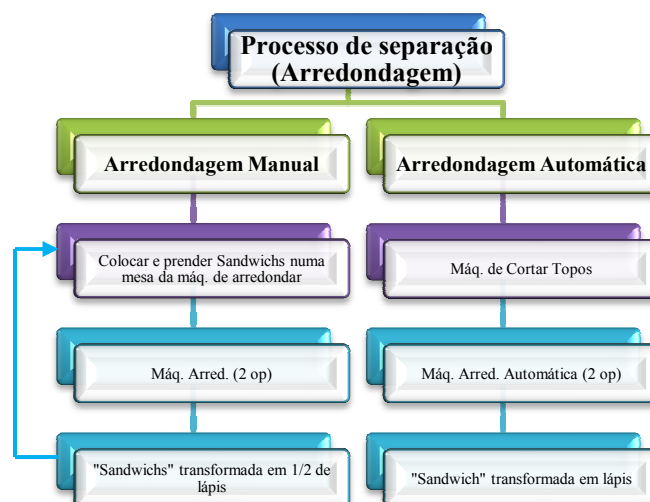 Processo de separação
(Arredondagem)
Arredondagem Manual
Arredondagem Automática
Colocar e prender Sandwichs numa
mesa da máq. de arredondar
Máq. de Cortar Topos
Máq. Arred. (2 op)
Máq. Arred. Automática (2 op)
"Sandwichs" transformada em 1/2 de
lápis
"Sandwich" transformada em lápis